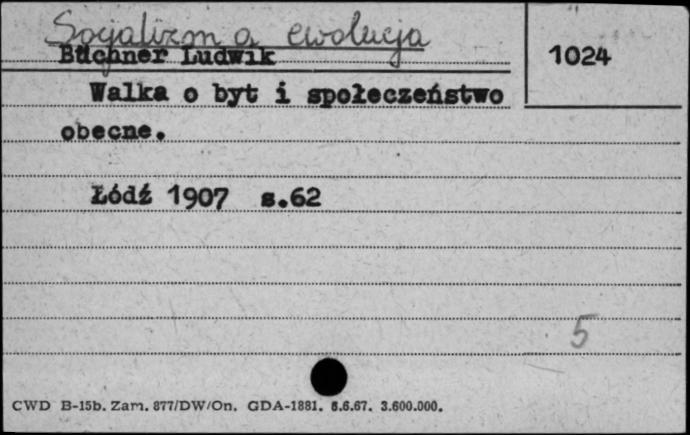 Socjalizm a ewolucja
Büchner Ludwik
1024
Walka o byt i społeczeństwo
obecne.
Łódź 1907 s.62
5
CWD B-15b. Zam. 877/DW/On. GDA-1881. 6.6.67. 3.600.000.